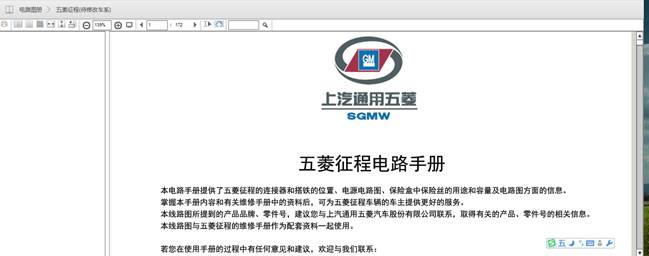 电路图册 > 五菱征程(待修改车系)
128% 1 / 172
GM
上汽通用五菱
SGMW
五菱征程电路手册
本电路手册提供了五菱征程的连接器和搭铁的位置、电源电路图、保险盒中保险丝的用途和容量及电路图方面的信息。
掌握本手册内容和有关维修手册中的资料后，可为五菱征程车辆的车主提供更好的服务。
本线路图所提到的产品品牌、零件号，建议您与上汽通用五菱汽车股份有限公司联系，取得有关的产品、零件号的相关信息。
本线路图与五菱征程的维修手册作为配套资料一起使用。
若您在使用手册的过程中有任何意见和建议，欢迎与我们联系：
五